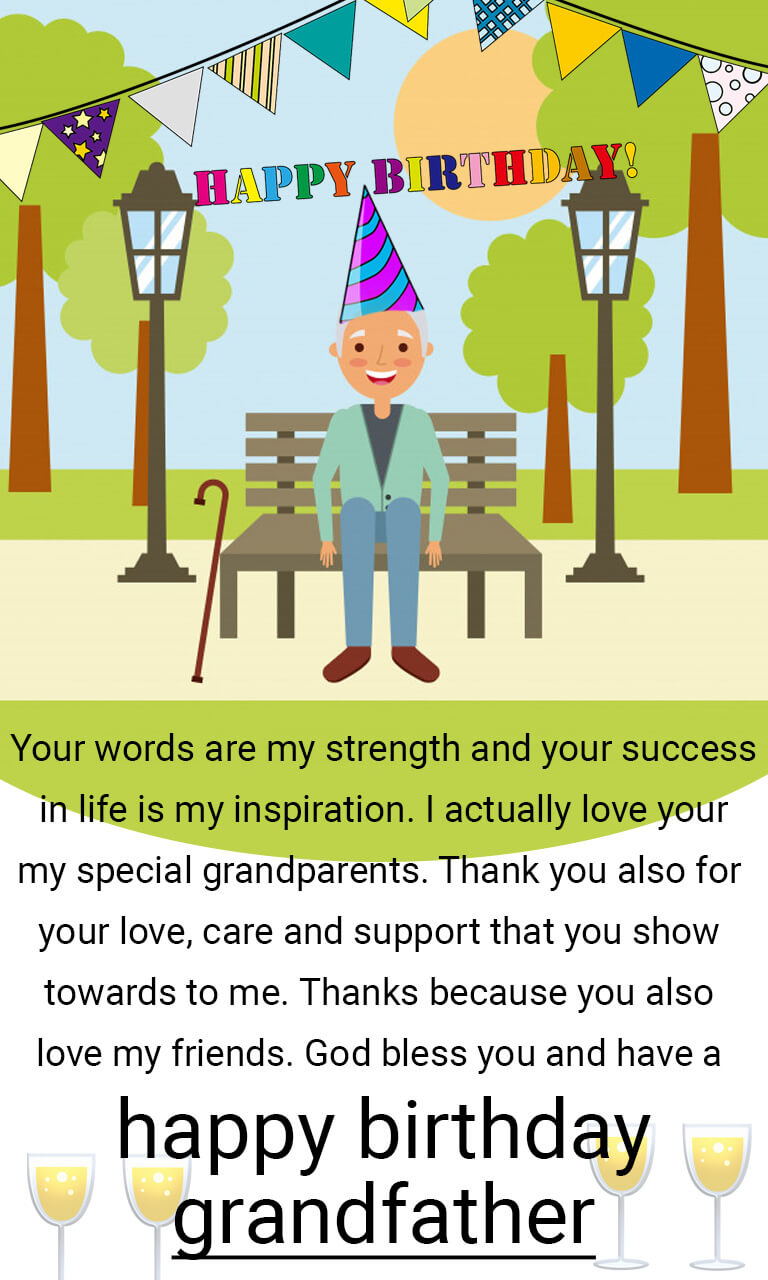 HAPPY BIRTHDAY!
Your words are my strength and your success
in life is my inspiration. I actually love your
my special grandparents. Thank you also for
your love, care and support that you show
towards to me. Thanks because you also
love my friends. God bless you and have a
happy birthday
grandfather